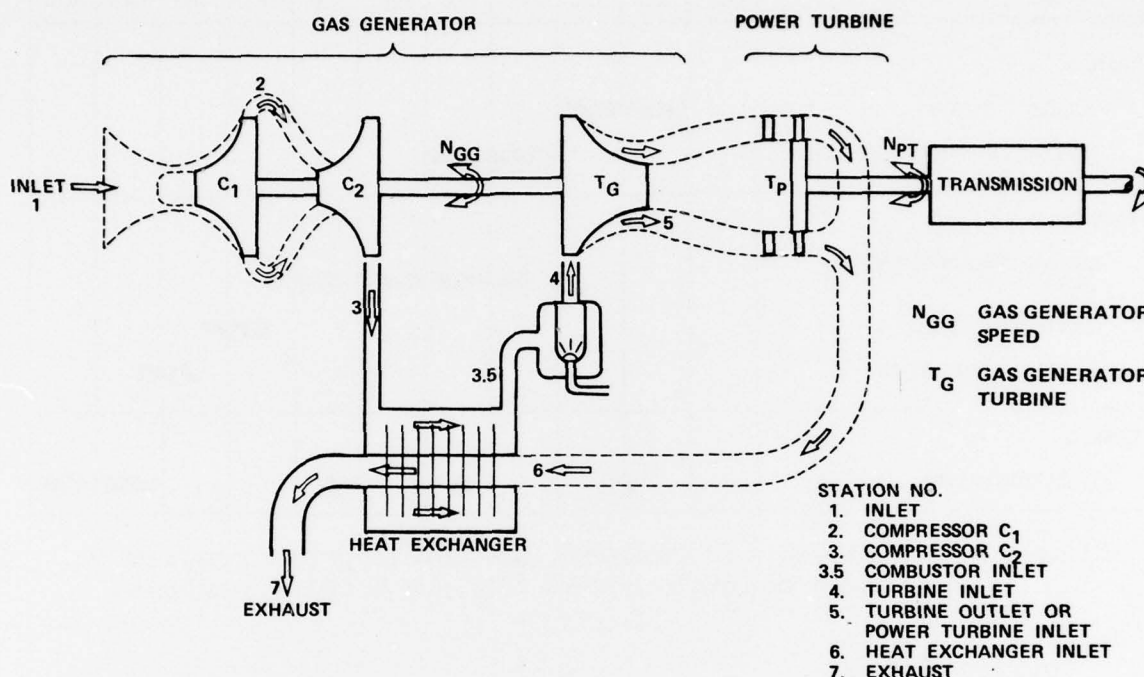 GAS GENERATOR
POWER TURBINE
2
INLET
1
C1
C2
NGG
TG
5
TP
NPT
TRANSMISSION
3
4
3.5
6
HEAT EXCHANGER
7
EXHAUST
NGG GAS GENERATOR
SPEED
TG GAS GENERATOR
TURBINE
STATION NO.
1. INLET
2. COMPRESSOR C1
3. COMPRESSOR C2
3.5 COMBUSTOR INLET
4. TURBINE INLET
5. TURBINE OUTLET OR
POWER TURBINE INLET
6. HEAT EXCHANGER INLET
7. EXHAUST